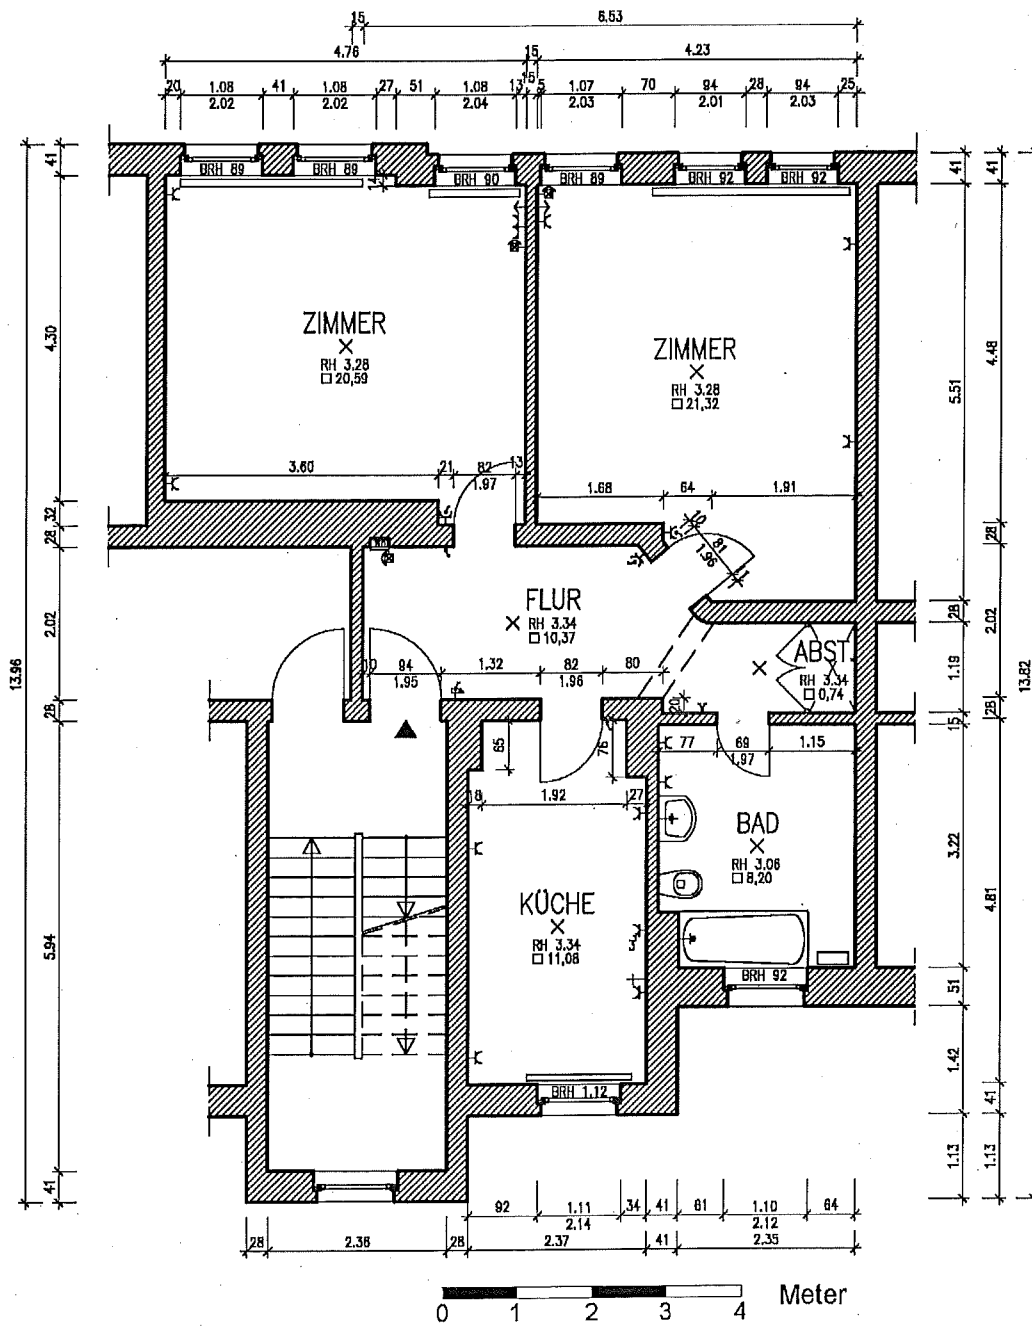 15 6.53
4.76 15 4.23
20 1.08 41 1.08 27 51 1.08 13 15 5 1.07 70 94 28 94 25
2.02 2.02 2.04 2.03 2.01 2.03
BRH 89 BRH 89 BRH 90 BRH 89 BRH 92 BRH 92
41 41 41
14
ZIMMER
RH 3.28
□ 20,59
ZIMMER
RH 3.28
□ 21,32
4.30 5.51 4.48
3.60 21 82 13
1.97
1.68 64 1.91
10
81
1.96
28 32 28
FLUR
RH 3.34
□ 10,37
2.02 28 2.02
13.96 13.82
ABST.
RH 3.34
□ 0,74
1.19
10 94 1.32 82 80
1.95 1.96
20
28 15 28
65 76
77 69 1.15
1.97
18 1.92 27
BAD
RH 3.06
□ 8,20
3.22 4.81
KÜCHE
RH 3.34
□ 11,08
5.94
BRH 92
51
1.42
BRH 1.12
41
1.13 1.13
41
92 1.11 34 41 61 1.10 64
2.14 2.12
28 2.36 28 2.37 41 2.35
0 1 2 3 4 Meter